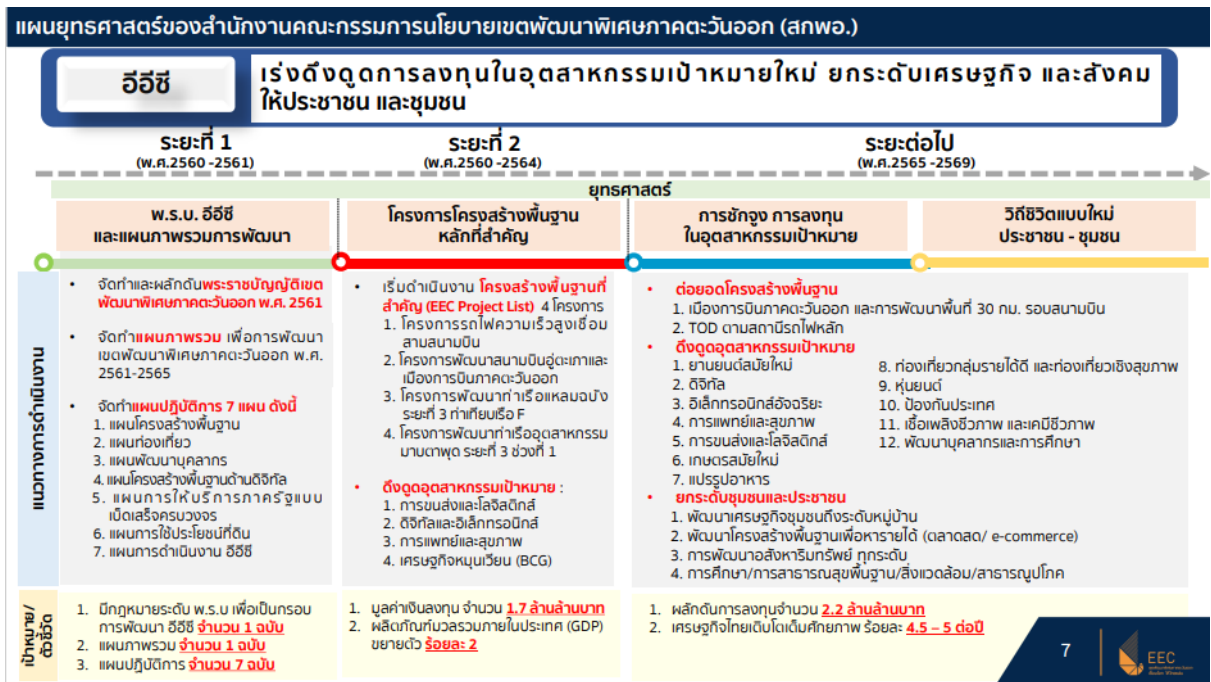 แผนยุทธศาสตร์ของสำนักงานคณะกรรมการนโยบายเขตพัฒนาพิเศษภาคตะวันออก (สกพอ.)
อีอีซี
เร่งดึงดูดการลงทุนในอุตสาหกรรมเป้าหมายใหม่ ยกระดับเศรษฐกิจ และสังคม
ให้ประชาชน และชุมชน
ระยะที่ 1
(พ.ศ.2560 -2561)
ระยะที่ 2
(พ.ศ.2560 -2564)
ระยะต่อไป
(พ.ศ.2565 -2569)
ยุทธศาสตร์
พ.ร.บ. อีอีซี
และแผนภาพรวมการพัฒนา
โครงการโครงสร้างพื้นฐาน
หลักที่สำคัญ
การชักจูง การลงทุน
ในอุตสาหกรรมเป้าหมาย
วิถีชีวิตแบบใหม่
ประชาชน - ชุมชน
แนวทางการดำเนินงาน
• จัดทำและผลักดันพระราชบัญญัติเขต
พัฒนาพิเศษภาคตะวันออก พ.ศ. 2561
• จัดทำแผนภาพรวม เพื่อการพัฒนา
เขตพัฒนาพิเศษภาคตะวันออก พ.ศ.
2561-2565
• จัดทำแผนปฏิบัติการ 7 แผน ดังนี้
1. แผนโครงสร้างพื้นฐาน
2. แผนท่องเที่ยว
3. แผนพัฒนาบุคลากร
4. แผนโครงสร้างพื้นฐานด้านดิจิทัล
5. แผนการให้บริการภาครัฐแบบ
เบ็ดเสร็จครบวงจร
6. แผนการใช้ประโยชน์ที่ดิน
7. แผนการดำเนินงาน อีอีซี
• เริ่มดำเนินงาน โครงสร้างพื้นฐานที่
สำคัญ (EEC Project List) 4 โครงการ
1. โครงการรถไฟความเร็วสูงเชื่อม
สามสนามบิน
2. โครงการพัฒนาสนามบินอู่ตะเภาและ
เมืองการบินภาคตะวันออก
3. โครงการพัฒนาท่าเรือแหลมฉบัง
ระยะที่ 3 ท่าเทียบเรือ F
4. โครงการพัฒนาท่าเรืออุตสาหกรรม
มาบตาพุด ระยะที่ 3 ช่วงที่ 1
• ดึงดูดอุตสาหกรรมเป้าหมาย :
1. การขนส่งและโลจิสติกส์
2. ดิจิทัลและอิเล็กทรอนิกส์
3. การแพทย์และสุขภาพ
4. เศรษฐกิจหมุนเวียน (BCG)
• ต่อยอดโครงสร้างพื้นฐาน
1. เมืองการบินภาคตะวันออก และการพัฒนาพื้นที่ 30 กม. รอบสนามบิน
2. TOD ตามสถานีรถไฟหลัก
• ดึงดูดอุตสาหกรรมเป้าหมาย
1. ยานยนต์สมัยใหม่
2. ดิจิทัล
3. อิเล็กทรอนิกส์อัจฉริยะ
4. การแพทย์และสุขภาพ
5. การขนส่งและโลจิสติกส์
6. เกษตรสมัยใหม่
7. แปรรูปอาหาร
8. ท่องเที่ยวกลุ่มรายได้ดี และท่องเที่ยวเชิงสุขภาพ
9. หุ่นยนต์
10. ป้องกันประเทศ
11. เชื้อเพลิงชีวภาพ และเคมีชีวภาพ
12. พัฒนาบุคลากรและการศึกษา
• ยกระดับชุมชนและประชาชน
1. พัฒนาเศรษฐกิจชุมชนถึงระดับหมู่บ้าน
2. พัฒนาโครงสร้างพื้นฐานเพื่อหารายได้ (ตลาดสด/ e-commerce)
3. การพัฒนาอสังหาริมทรัพย์ ทุกระดับ
4. การศึกษา/การสาธารณสุขพื้นฐาน/สิ่งแวดล้อม/สาธารณูปโภค
เป้าหมาย/
ตัวชี้วัด
1. มีกฎหมายระดับ พ.ร.บ เพื่อเป็นกรอบ
การพัฒนา อีอีซี จำนวน 1 ฉบับ
2. แผนภาพรวม จำนวน 1 ฉบับ
3. แผนปฏิบัติการ จำนวน 7 ฉบับ
1. มูลค่าเงินลงทุน จำนวน 1.7 ล้านล้านบาท
2. ผลิตภัณฑ์มวลรวมภายในประเทศ (GDP)
ขยายตัว ร้อยละ 2
1. ผลักดันการลงทุนจำนวน 2.2 ล้านล้านบาท
2. เศรษฐกิจไทยเติบโตเต็มศักยภาพ ร้อยละ 4.5 – 5 ต่อปี
7
EEC